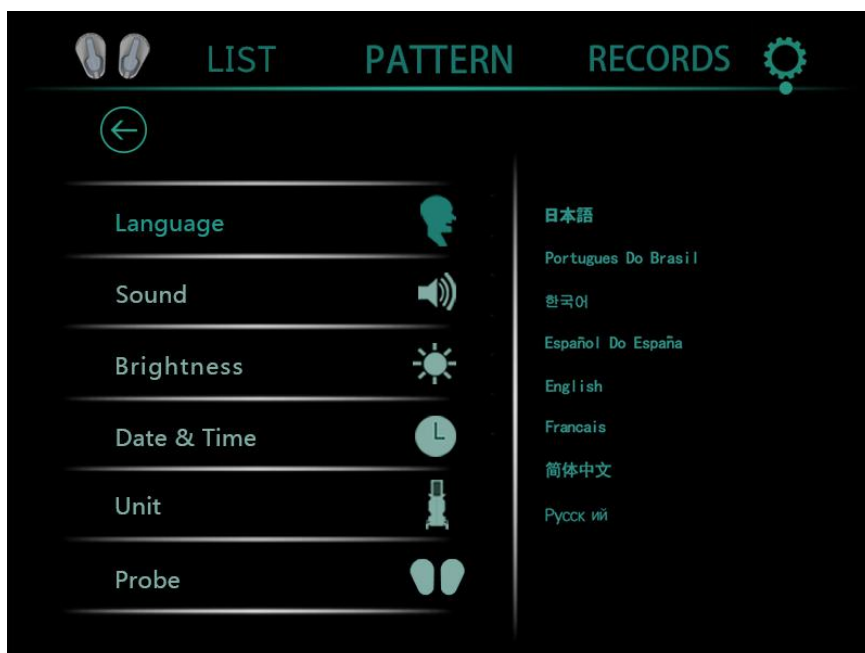 LIST PATTERN RECORDS
Language
Sound
Brightness
Date & Time
Unit
Probe
日本語
Portugues Do Brasil
한국어
Español Do España
English
Francais
简体中文
Русск ий